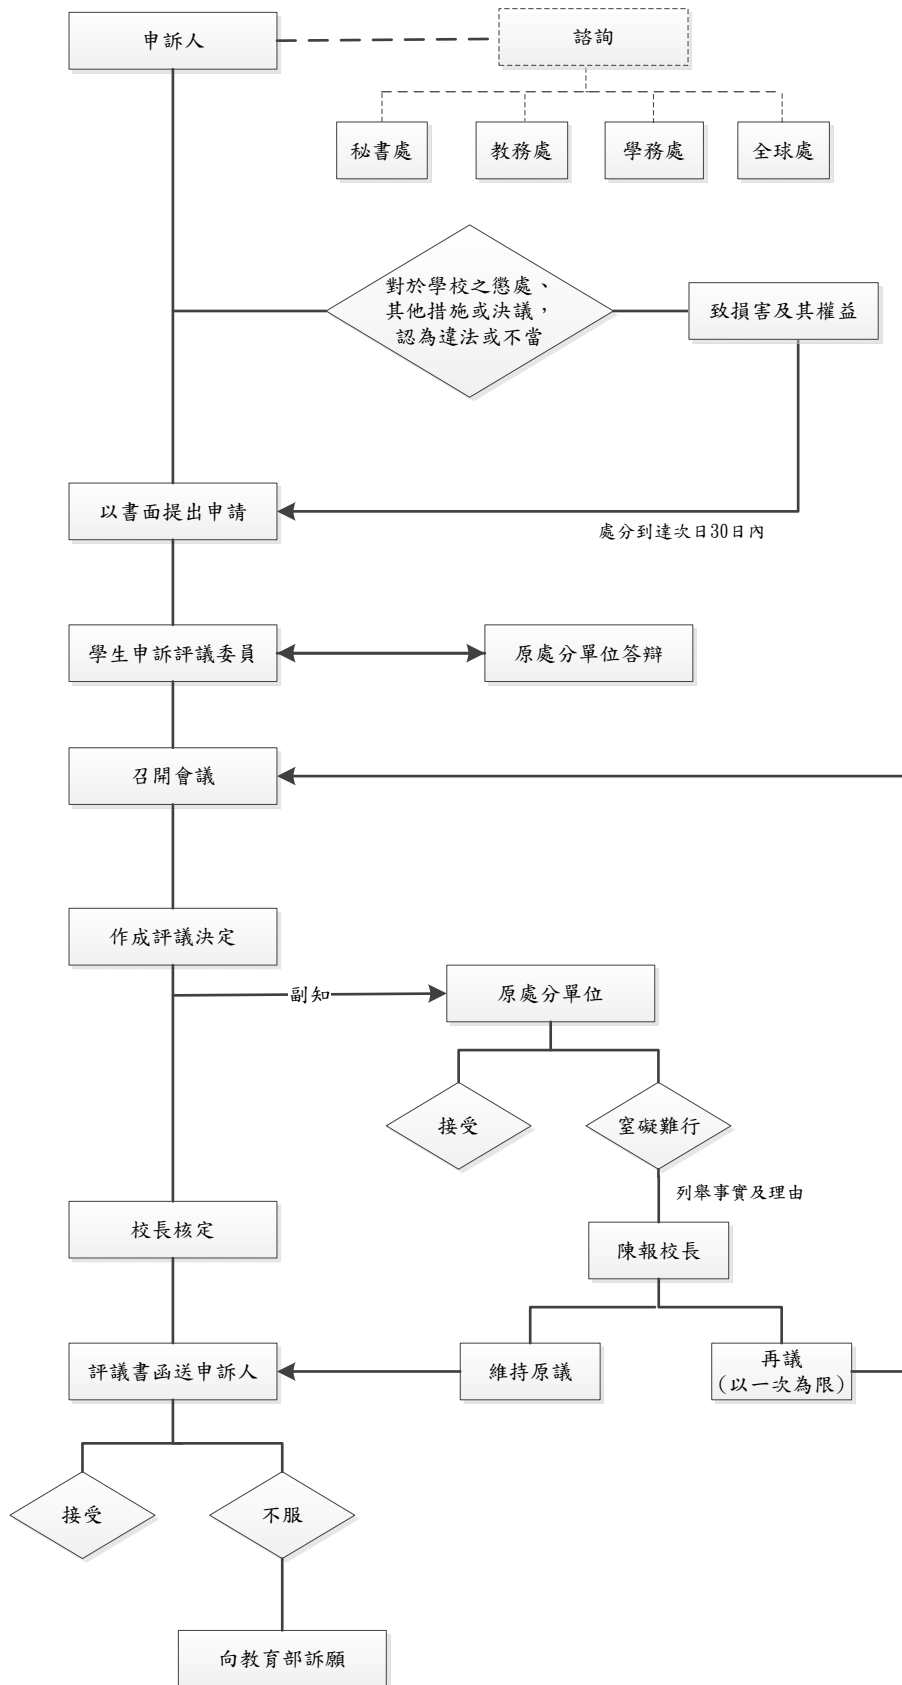 申訴人
諮詢
秘書處
教務處
學務處
全球處
對於學校之懲處、
其他措施或決議，
認為違法或不當
致損害及其權益
以書面提出申請
處分到達次日30日內
學生申訴評議委員
原處分單位答辯
召開會議
作成評議決定
副知
原處分單位
接受
窒礙難行
列舉事實及理由
校長核定
陳報校長
評議書函送申訴人
維持原議
再議
(以一次為限)
接受
不服
向教育部訴願